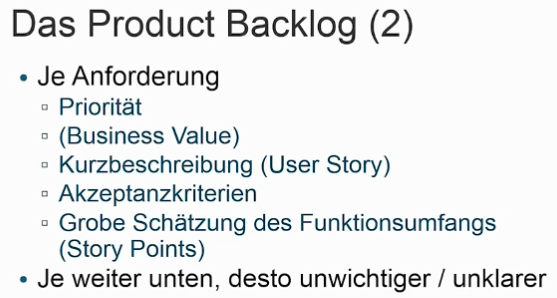 Das Product Backlog (2)
• Je Anforderung
▫ Priorität
▫ (Business Value)
▫ Kurzbeschreibung (User Story)
▫ Akzeptanzkriterien
▫ Grobe Schätzung des Funktionsumfangs
(Story Points)
• Je weiter unten, desto unwichtiger / unklarer